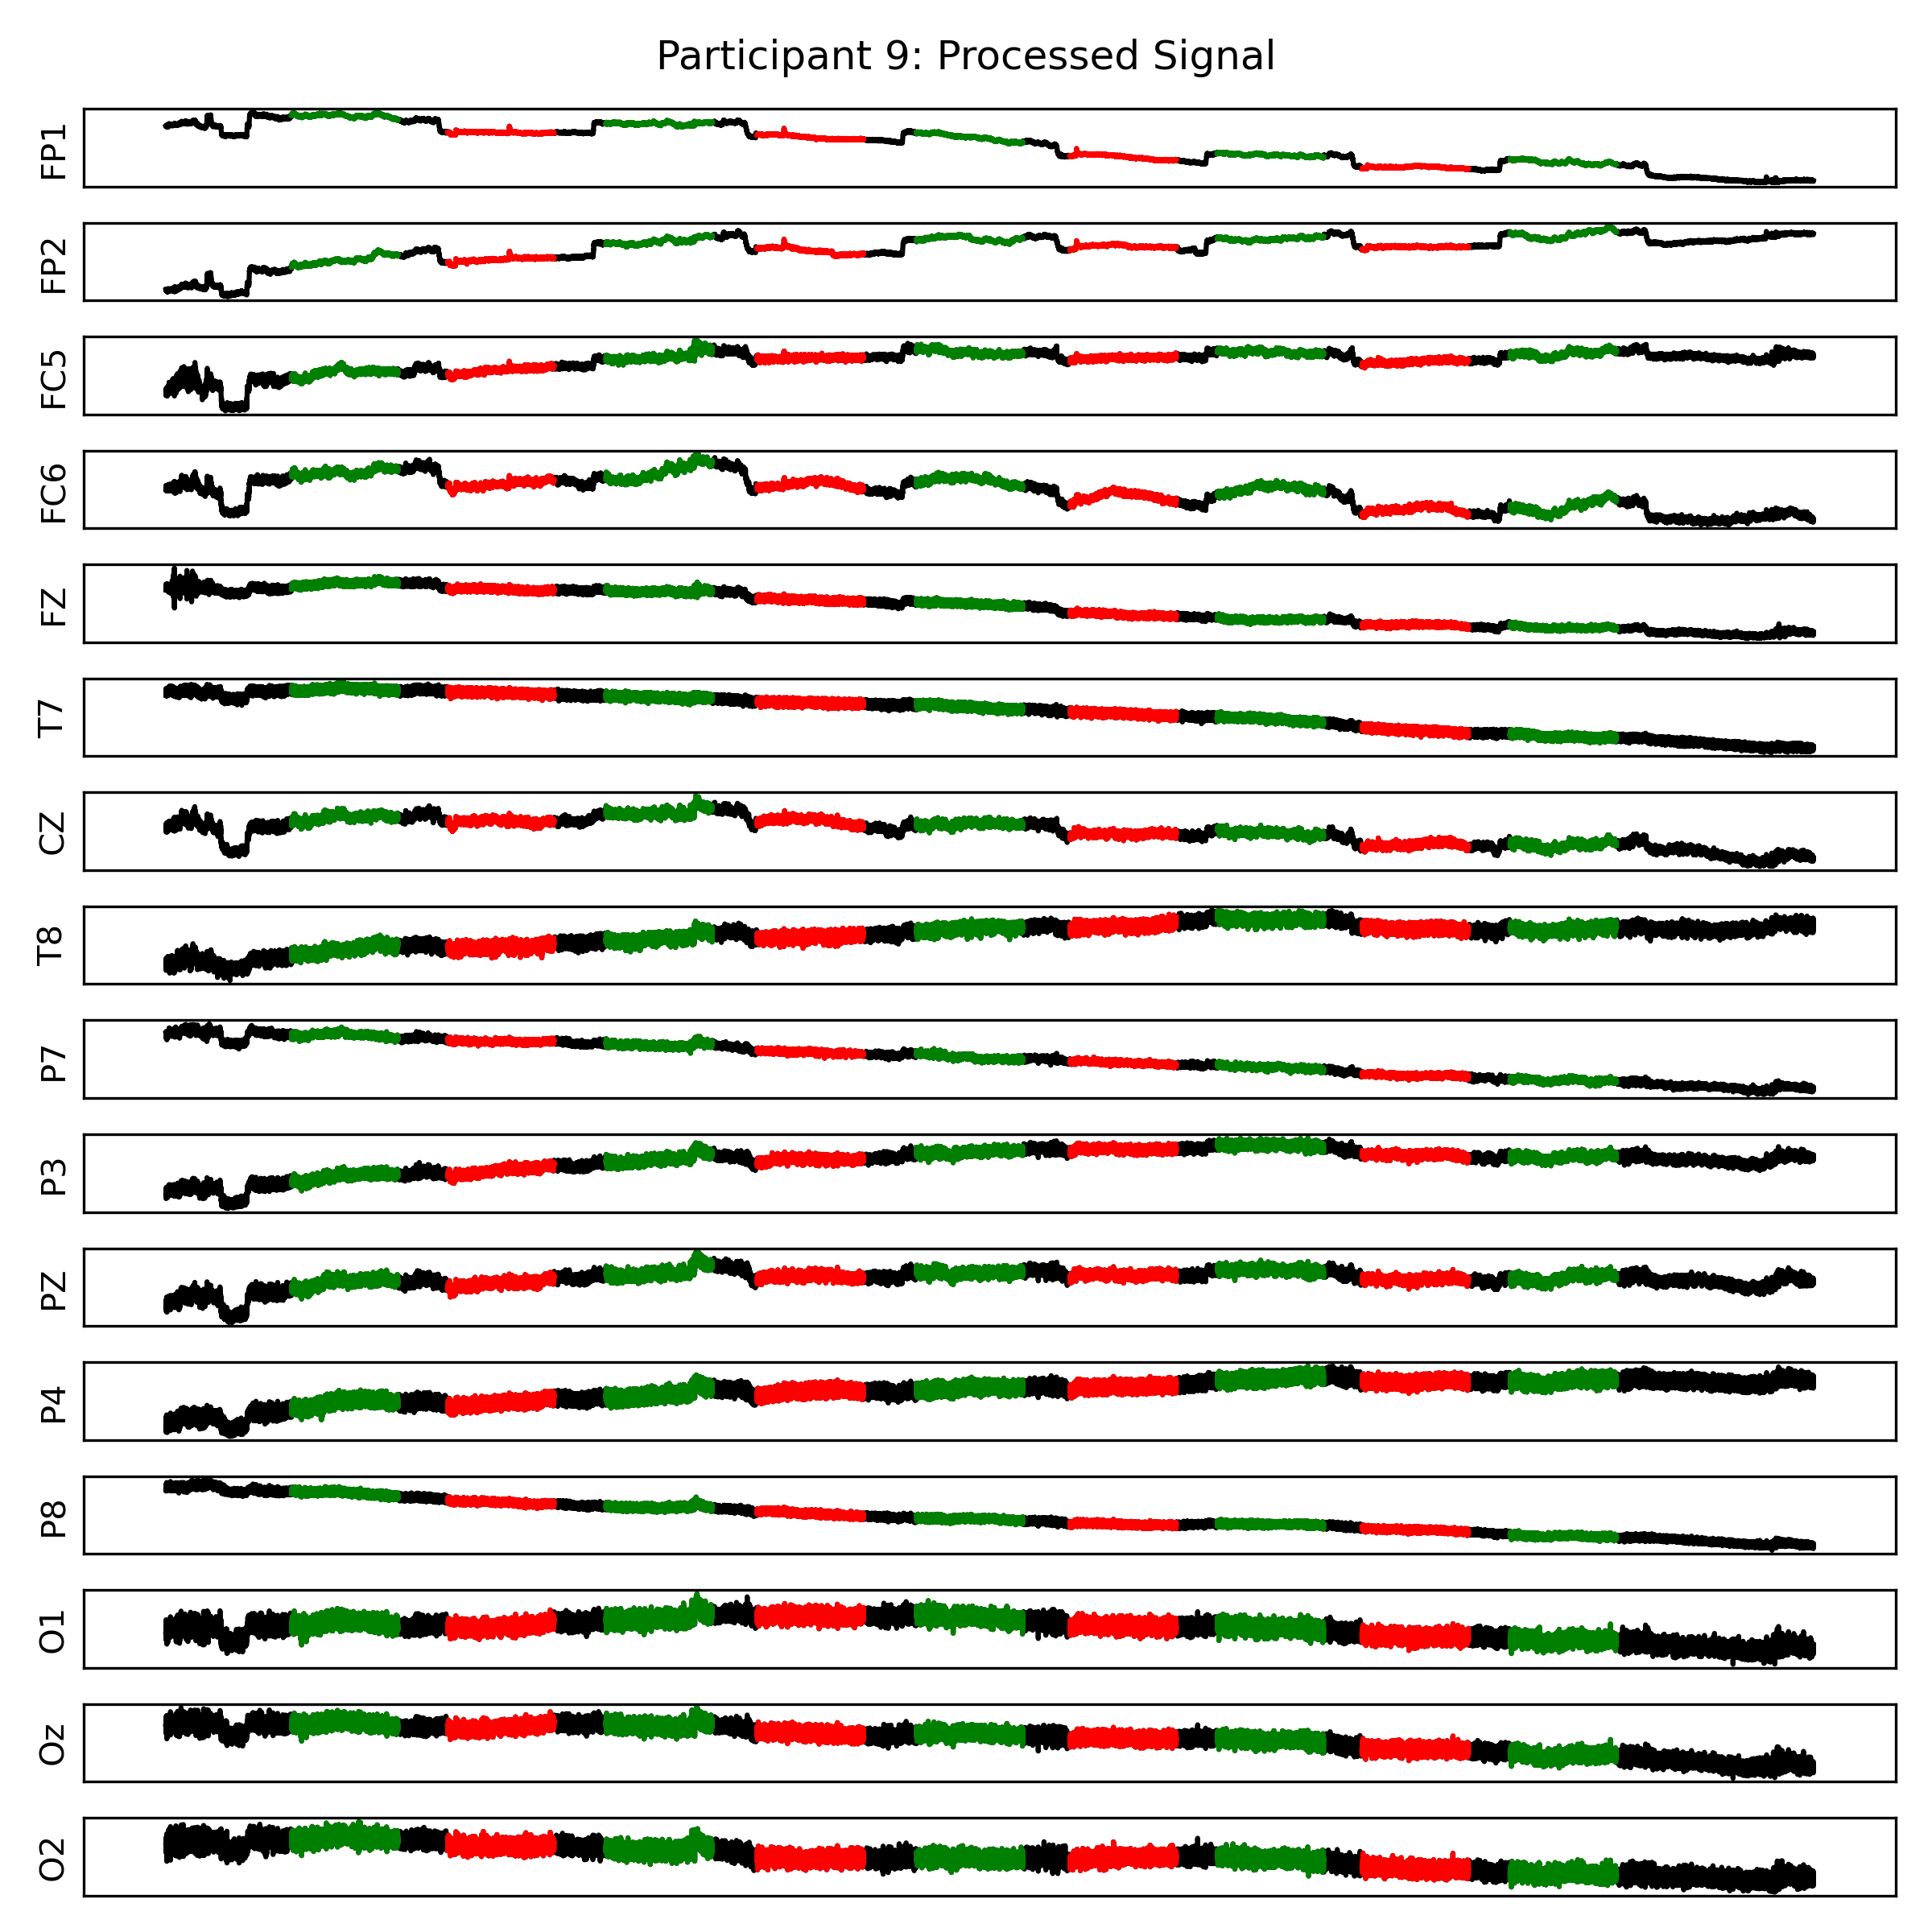 Participant 9: Processed Signal
FP1
FP2
FC5
FC6
FZ
T7
CZ
T8
P7
P3
PZ
P4
P8
O1
Oz
O2